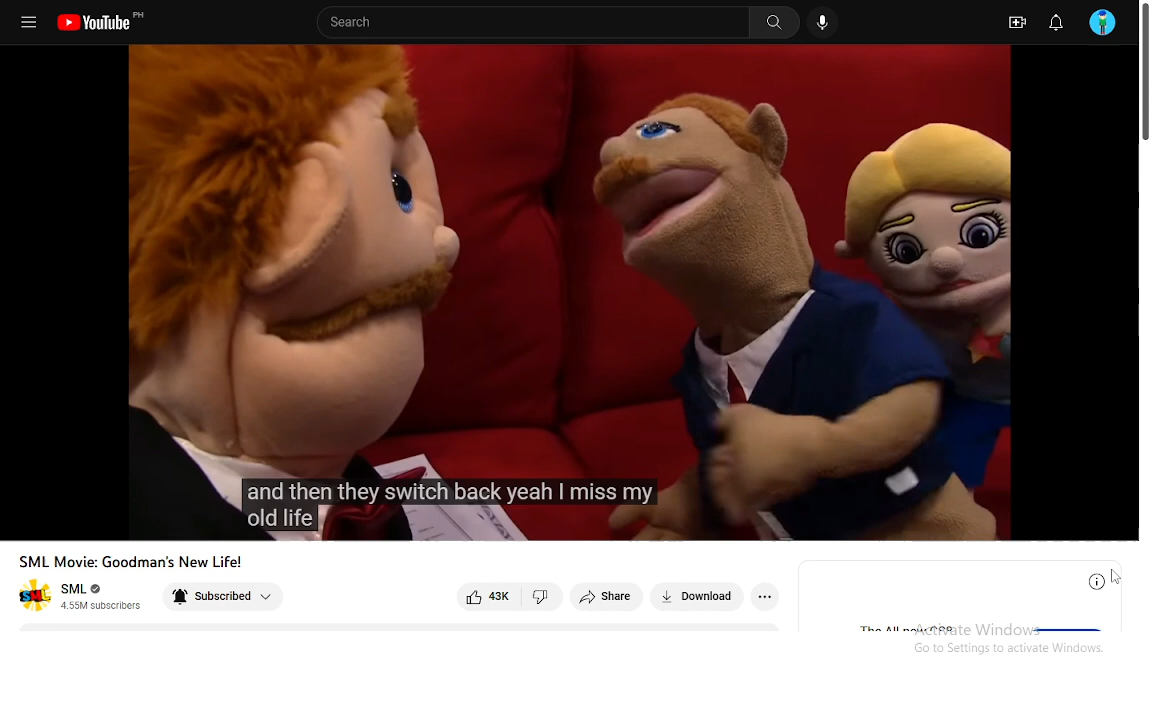 YouTube PH
Search
and then they switch back yeah I miss my
old life
SML Movie: Goodman's New Life!
SML
4.55M subscribers
Subscribed
43K
Share
Download
Activate Windows
Go to Settings to activate Windows.